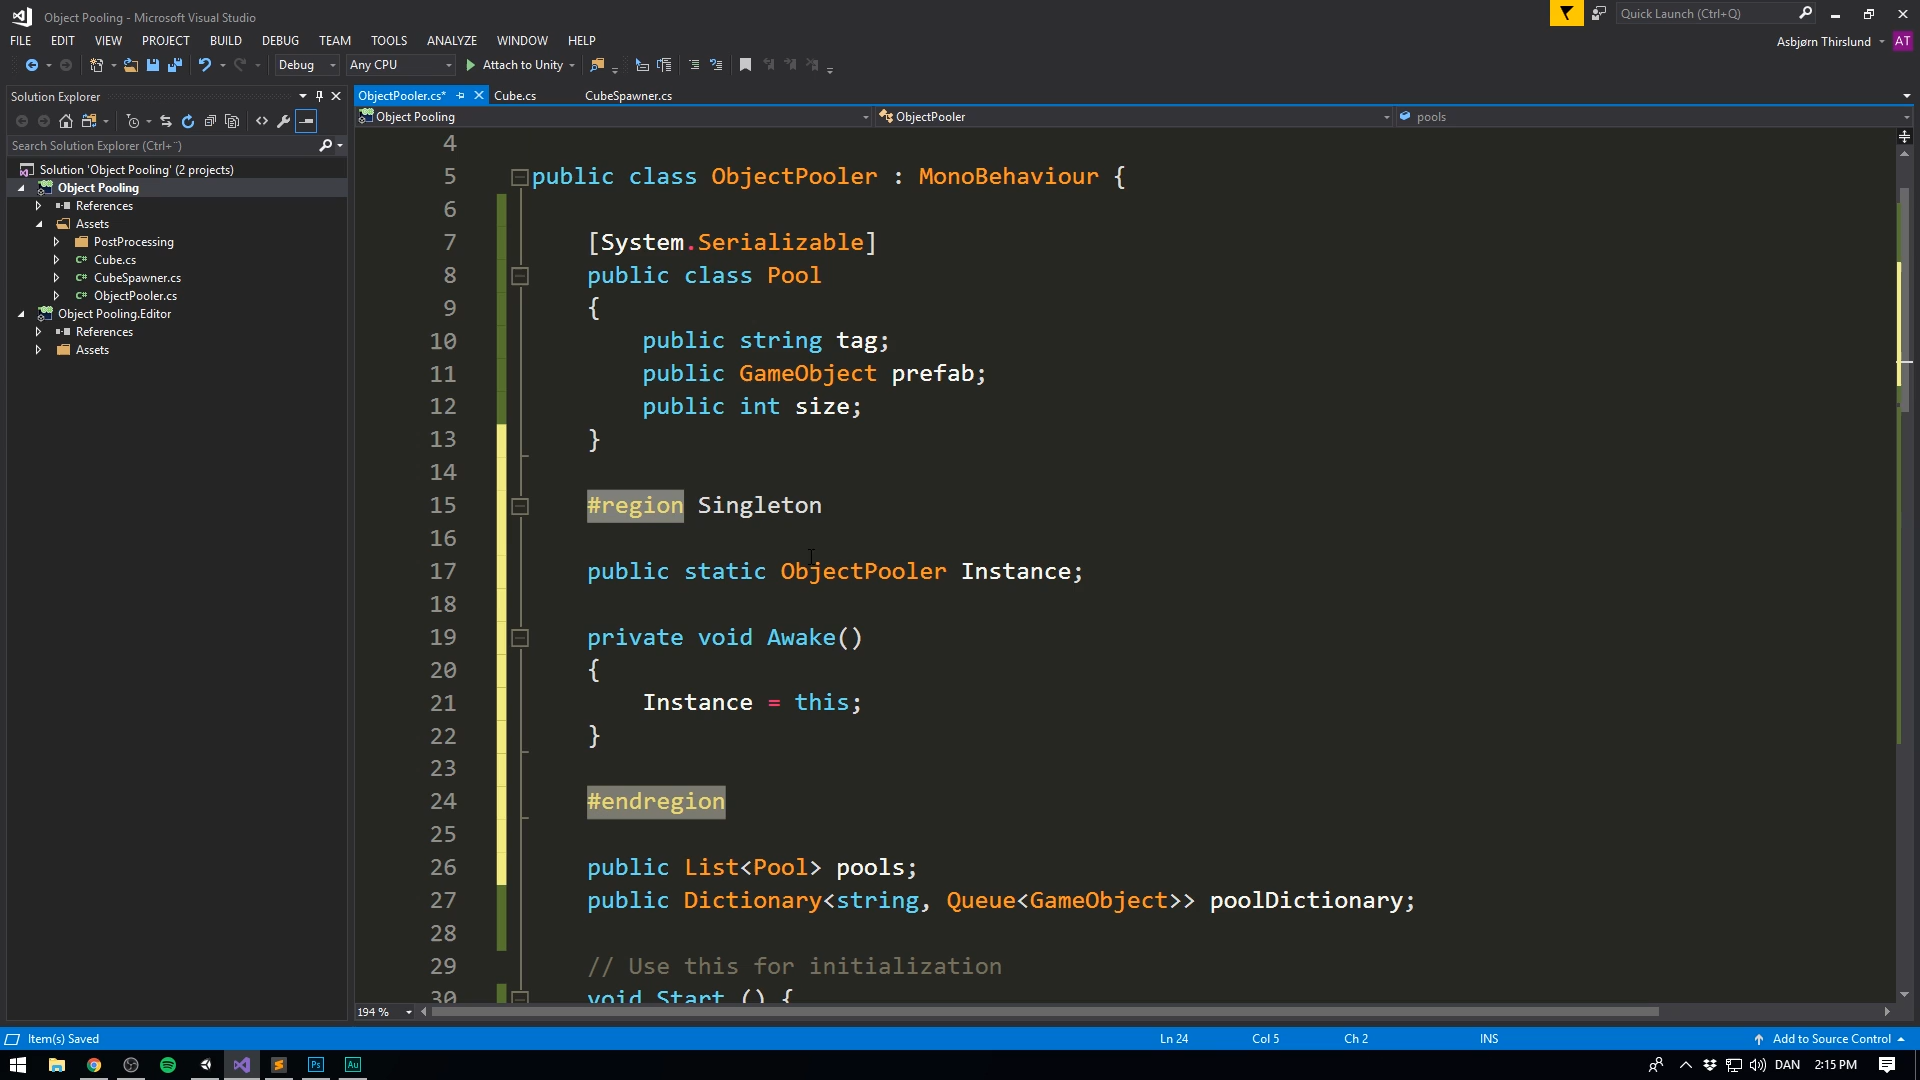 Object Pooling - Microsoft Visual Studio
Quick Launch (Ctrl+Q)
FILE EDIT VIEW PROJECT BUILD DEBUG TEAM TOOLS ANALYZE WINDOW HELP
Asbjørn Thirslund AT
Debug Any CPU Attach to Unity
Solution Explorer
ObjectPooler.cs* Cube.cs CubeSpawner.cs
Object Pooling ObjectPooler pools
Search Solution Explorer (Ctrl+¨)
Solution 'Object Pooling' (2 projects)
Object Pooling
References
Assets
PostProcessing
C# Cube.cs
C# CubeSpawner.cs
C# ObjectPooler.cs
Object Pooling.Editor
References
Assets
4
5 public class ObjectPooler : MonoBehaviour {
6
7 [System.Serializable]
8 public class Pool
9 {
10 public string tag;
11 public GameObject prefab;
12 public int size;
13 }
14
15 #region Singleton
16
17 public static ObjectPooler Instance;
18
19 private void Awake()
20 {
21 Instance = this;
22 }
23
24 #endregion
25
26 public List<Pool> pools;
27 public Dictionary<string, Queue<GameObject>> poolDictionary;
28
29 // Use this for initialization
30 void Start () {
194 %
Item(s) Saved Ln 24 Col 5 Ch 2 INS Add to Source Control
Ps Au DAN 2:15 PM